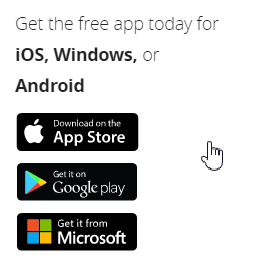 Get the free app today for
iOS, Windows, or
Android
Download on the
App Store
Get it on
Google play
Get it from
Microsoft